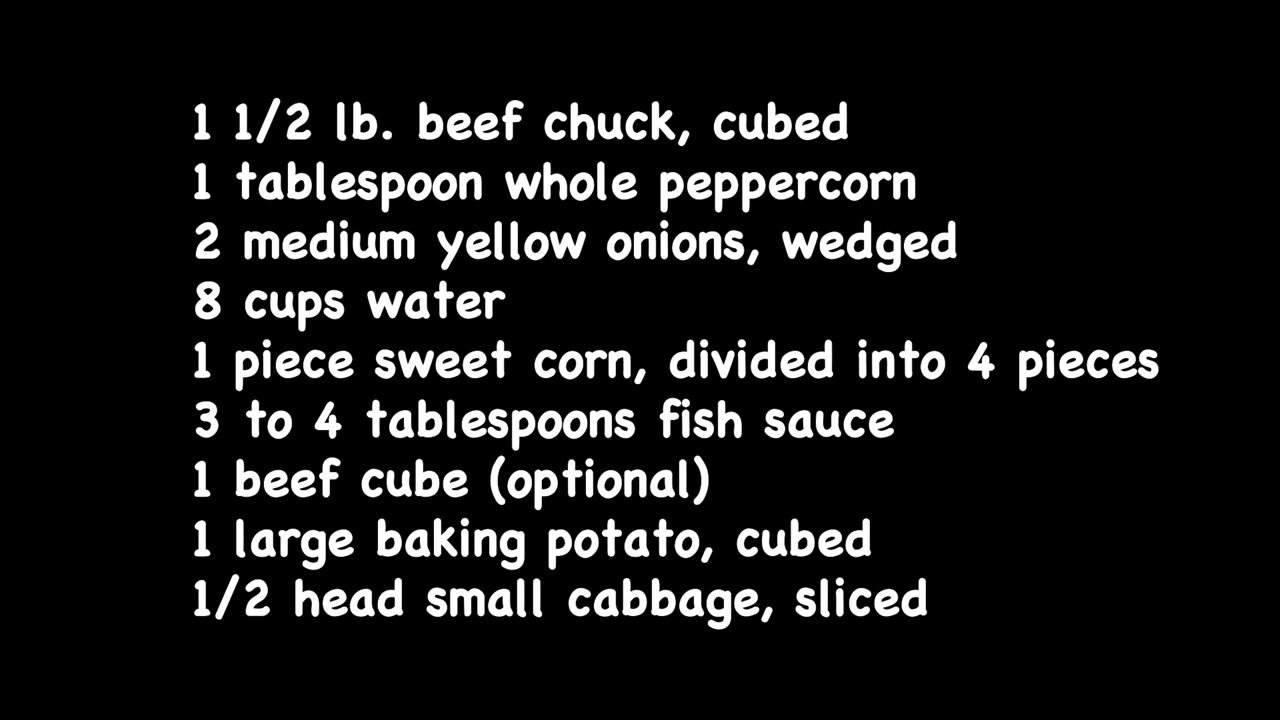 1 1/2 lb. beef chuck, cubed
1 tablespoon whole peppercorn
2 medium yellow onions, wedged
8 cups water
1 piece sweet corn, divided into 4 pieces
3 to 4 tablespoons fish sauce
1 beef cube (optional)
1 large baking potato, cubed
1/2 head small cabbage, sliced